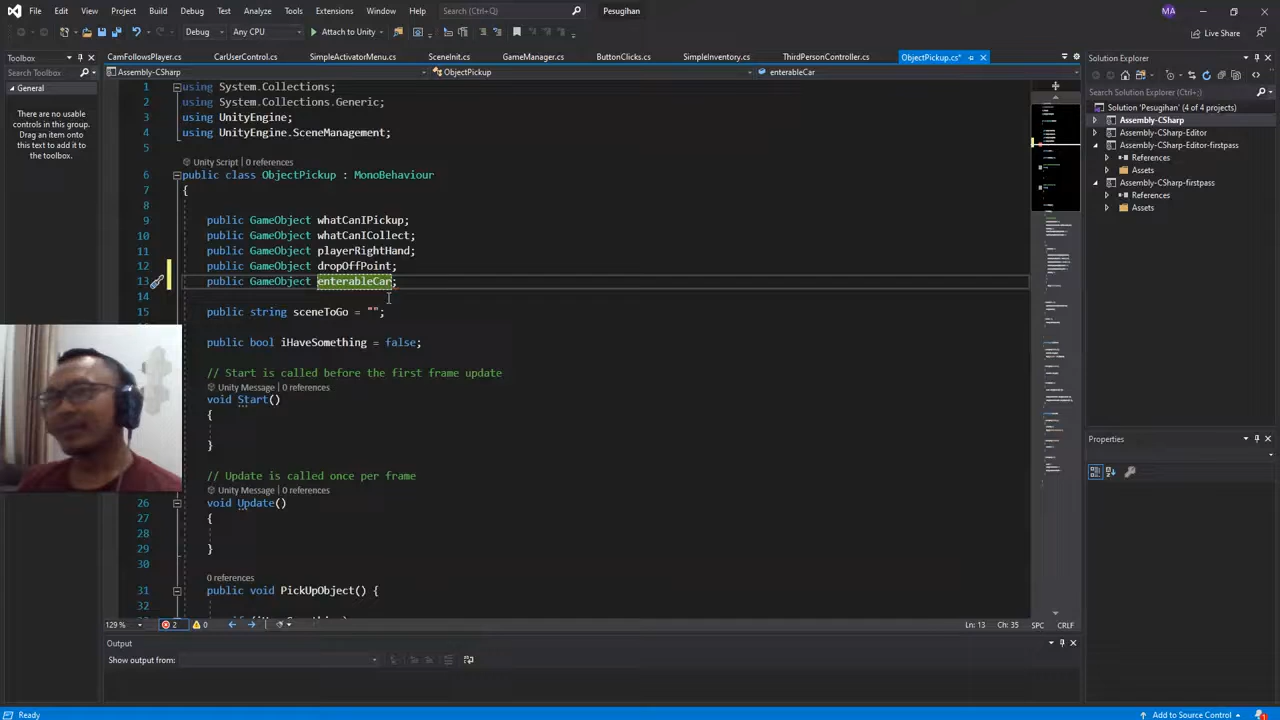 File Edit View Git Project Build Debug Test Analyze Tools Extensions Window Help Search (Ctrl+Q) Pesugihan MA
Debug Any CPU Attach to Unity Live Share
Toolbox
Search Toolbox
General
There are no usable
controls in this group.
Drag an item onto
this text to add it to
the toolbox.
CamFollowsPlayer.cs CarUserControl.cs SimpleActivatorMenu.cs SceneInit.cs GameManager.cs ButtonClicks.cs SimpleInventory.cs ThirdPersonController.cs ObjectPickup.cs*
Assembly-CSharp ObjectPickup enterableCar
1 using System.Collections;
2 using System.Collections.Generic;
3 using UnityEngine;
4 using UnityEngine.SceneManagement;
5
Unity Script | 0 references
6 public class ObjectPickup : MonoBehaviour
7 {
8
9 public GameObject whatCanIPickup;
10 public GameObject whatCanICollect;
11 public GameObject playerRightHand;
12 public GameObject dropOffPoint;
13 public GameObject enterableCar;
14
15 public string sceneToGo = "";
public bool iHaveSomething = false;
// Start is called before the first frame update
Unity Message | 0 references
void Start()
{
}
// Update is called once per frame
Unity Message | 0 references
26 void Update()
27 {
28
29 }
30
0 references
31 public void PickUpObject() {
32
129 % 2 0 Ln: 13 Ch: 35 SPC CRLF
Output
Show output from:
Solution Explorer
Search Solution Explorer (Ctrl+;)
Solution 'Pesugihan' (4 of 4 projects)
Assembly-CSharp
Assembly-CSharp-Editor
Assembly-CSharp-Editor-firstpass
References
Assets
Assembly-CSharp-firstpass
References
Assets
Properties
Ready Add to Source Control 1